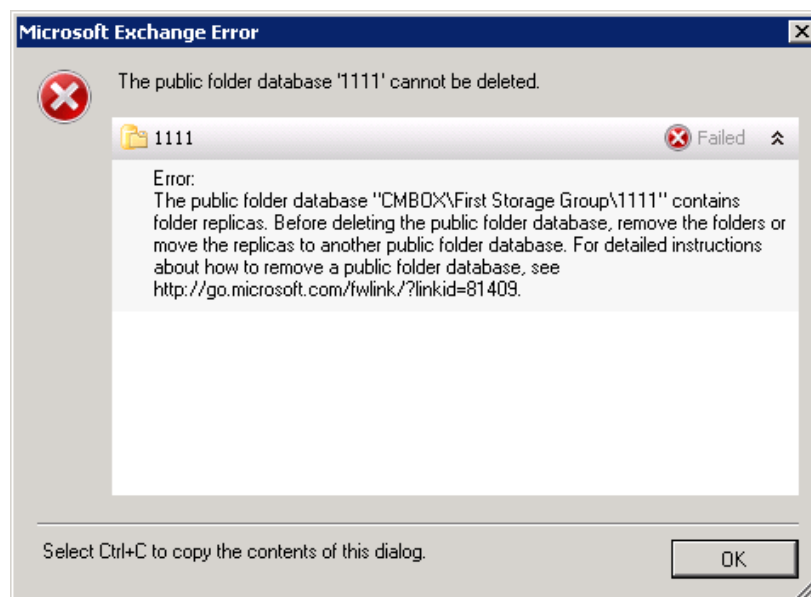 Microsoft Exchange Error
The public folder database '1111' cannot be deleted.
1111
Failed
Error:
The public folder database "CMBOX\First Storage Group\1111" contains
folder replicas. Before deleting the public folder database, remove the folders or
move the replicas to another public folder database. For detailed instructions
about how to remove a public folder database, see
http://go.microsoft.com/fwlink/?linkid=81409.
Select Ctrl+C to copy the contents of this dialog.
OK